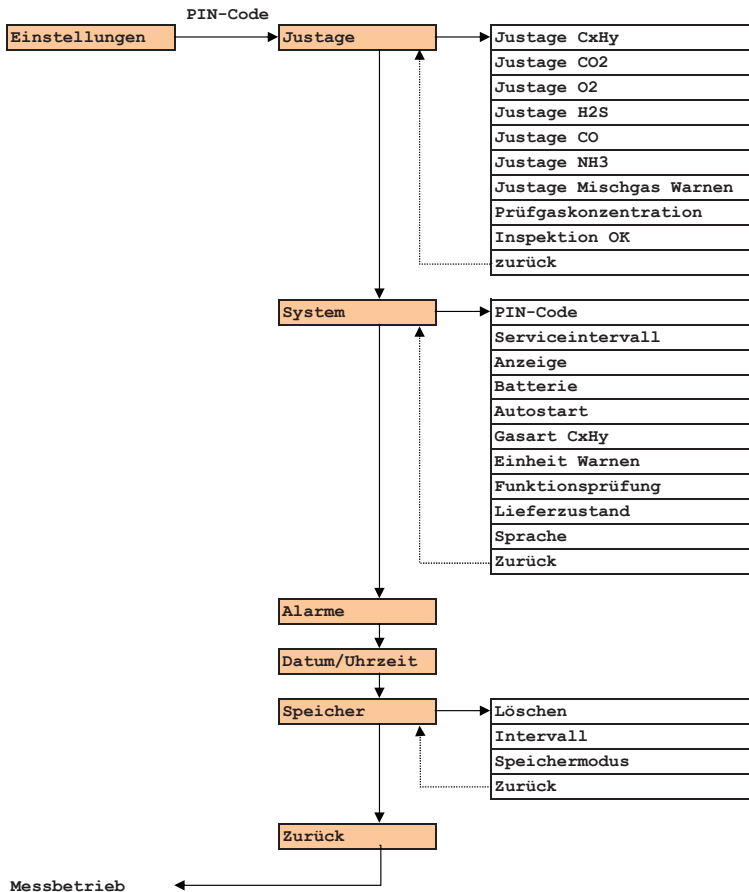 PIN-Code
Einstellungen
Justage
Justage CxHy
Justage CO2
Justage O2
Justage H2S
Justage CO
Justage NH3
Justage Mischgas Warnen
Prüfgaskonzentration
Inspektion OK
zurück
System
PIN-Code
Serviceintervall
Anzeige
Batterie
Autostart
Gasart CxHy
Einheit Warnen
Funktionsprüfung
Lieferzustand
Sprache
Zurück
Alarme
Datum/Uhrzeit
Speicher
Löschen
Intervall
Speichermodus
Zurück
Zurück
Messbetrieb